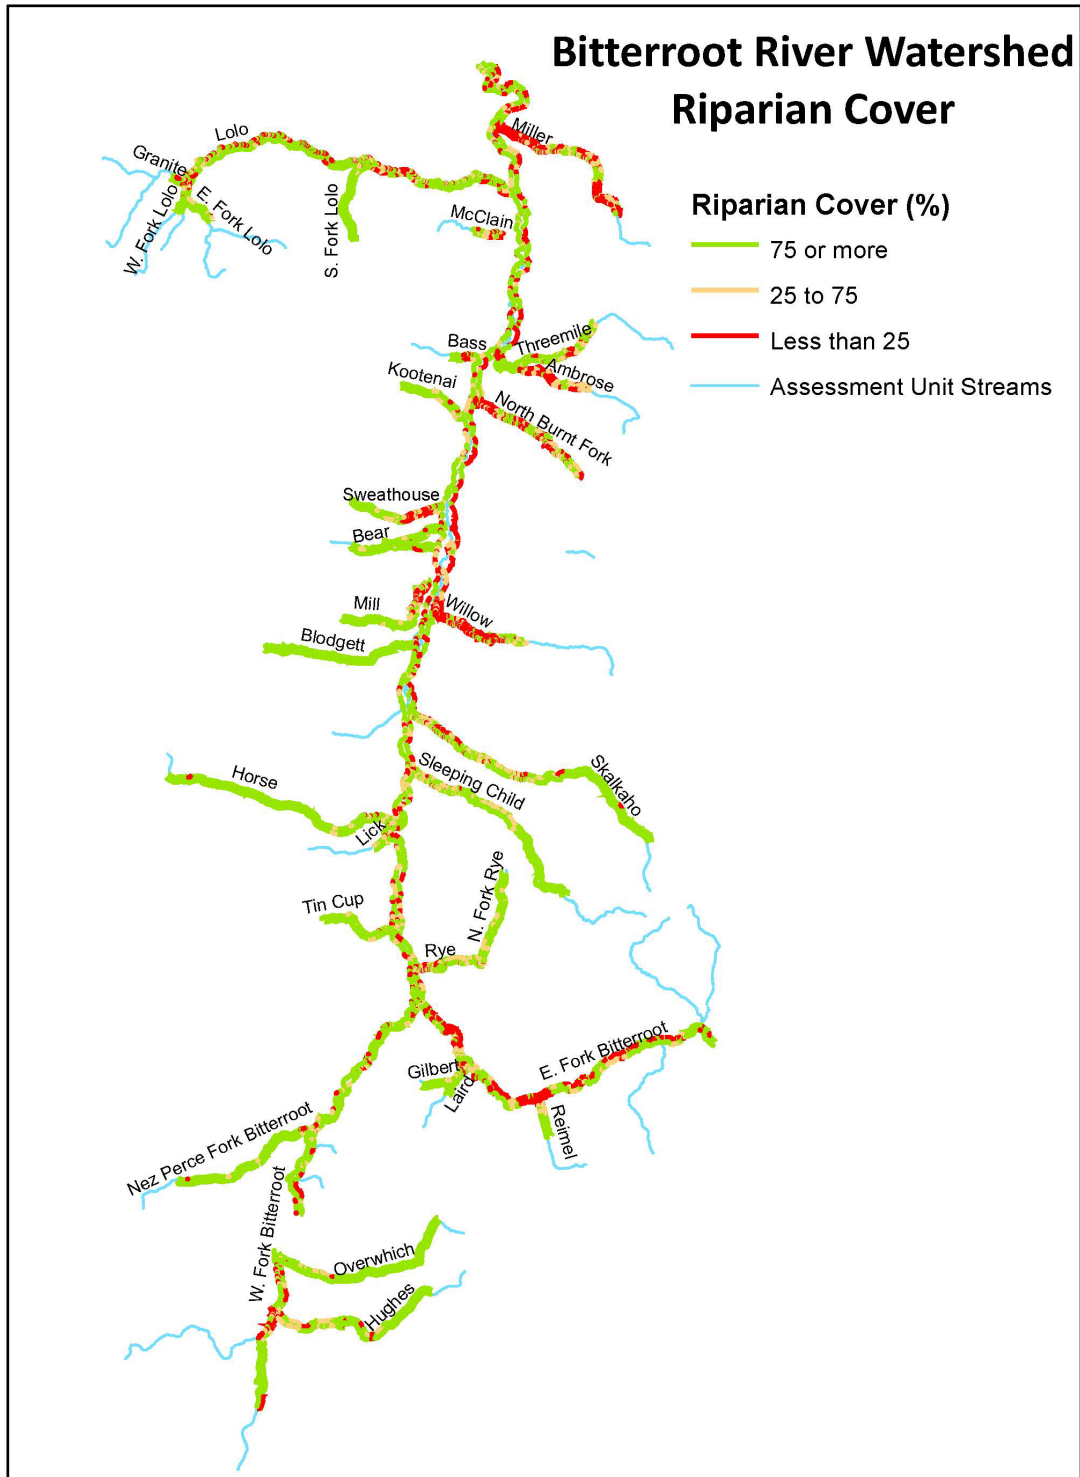 Bitterroot River Watershed
Riparian Cover
Riparian Cover (%)
75 or more
25 to 75
Less than 25
Assessment Unit Streams
Miller
Lolo
Granite
W. Fork Lolo
E. Fork Lolo
S. Fork Lolo
McClain
Bass
Threemile
Ambrose
Kootenai
North Burnt Fork
Sweathouse
Bear
Mill
Willow
Blodgett
Skalkaho
Sleeping Child
Horse
Lick
Tin Cup
N. Fork Rye
Rye
E. Fork Bitterroot
Gilbert
Laird
Reimel
Nez Perce Fork Bitterroot
W. Fork Bitterroot
Overwhich
Hughes